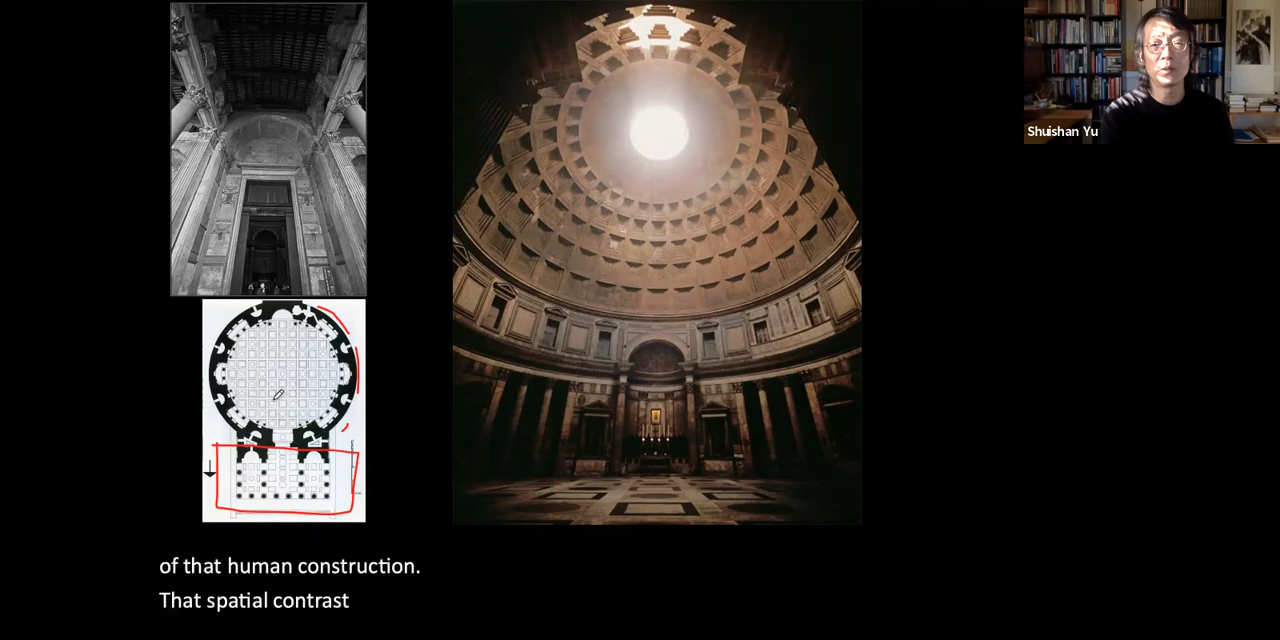 Shuishan Yu
of that human construction.
That spatial contrast